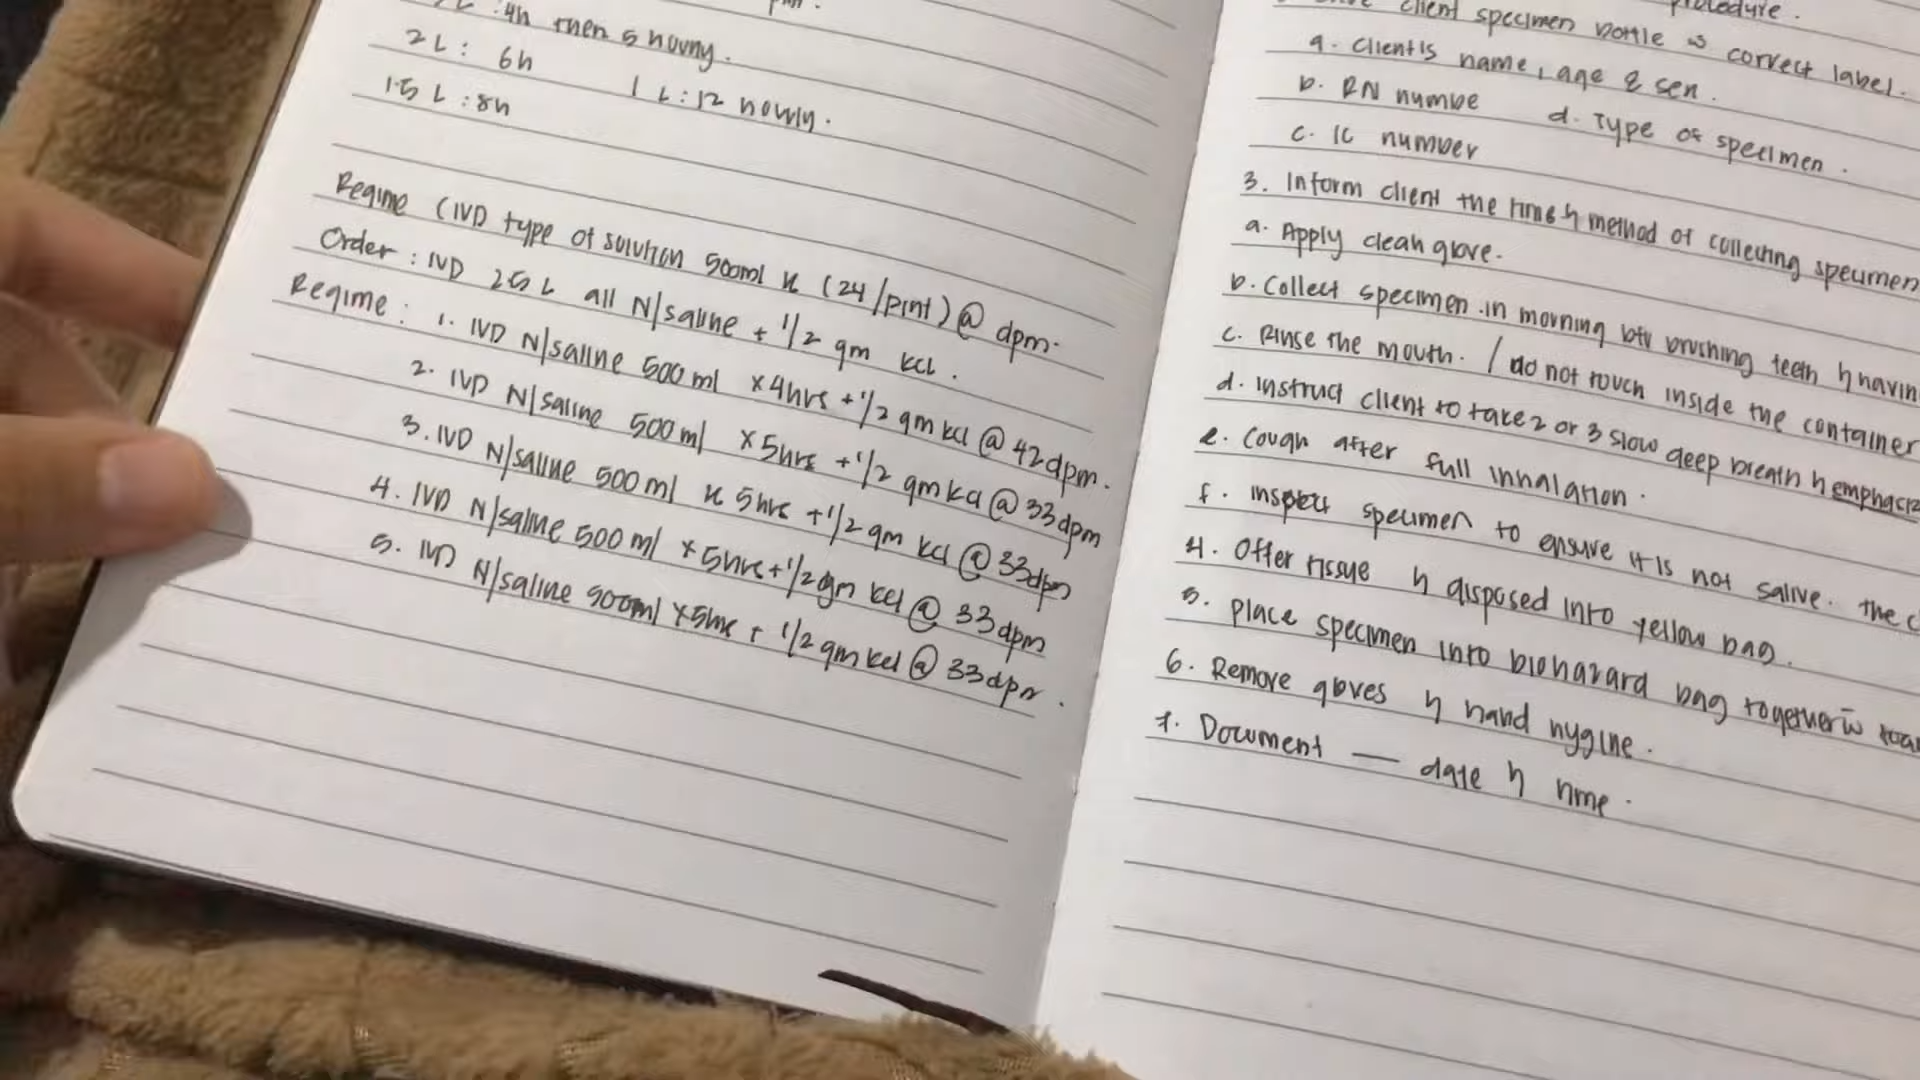 4h then 5 hourly.
2L : 6h 1 L : 12 hourly.
1.5 L : 8h
Regime (IVD type of solution 500ml x (24/pint) @ dpm.
Order : IVD 2.5 L all N/saline + 1/2 gm kcl.
Regime : 1. IVD N/saline 500 ml x 4hrs + 1/2 gm kcl @ 42dpm.
2. IVD N/saline 500 ml x 5hrs + 1/2 gm kcl @ 33dpm
3. IVD N/saline 500 ml x 5hrs + 1/2 gm kcl @ 33dpm
4. IVD N/saline 500 ml x 5hrs + 1/2 gm kcl @ 33dpm
5. IVD N/saline 500ml x 5hrs + 1/2 gm kcl @ 33dpm.
procedure.
client specimen bottle w correct label.
a. Client's name, age & sex.
b. RN numbe d. Type of specimen.
c. IC number
3. Inform client the time & method of collecting specimen
a. Apply clean glove.
b. Collect specimen in morning bfr brushing teeth & havin
c. Rinse the mouth. / do not touch inside the container
d. instruct client to take 2 or 3 slow deep breath &
e. Cough after full inhalation.
f. inspect specimen to ensure it is not salive. the
4. Offer tissue & disposed into yellow bag.
5. Place specimen into biohazard bag together w̄
6. Remove gloves & hand hygine.
7. Document — date & time.